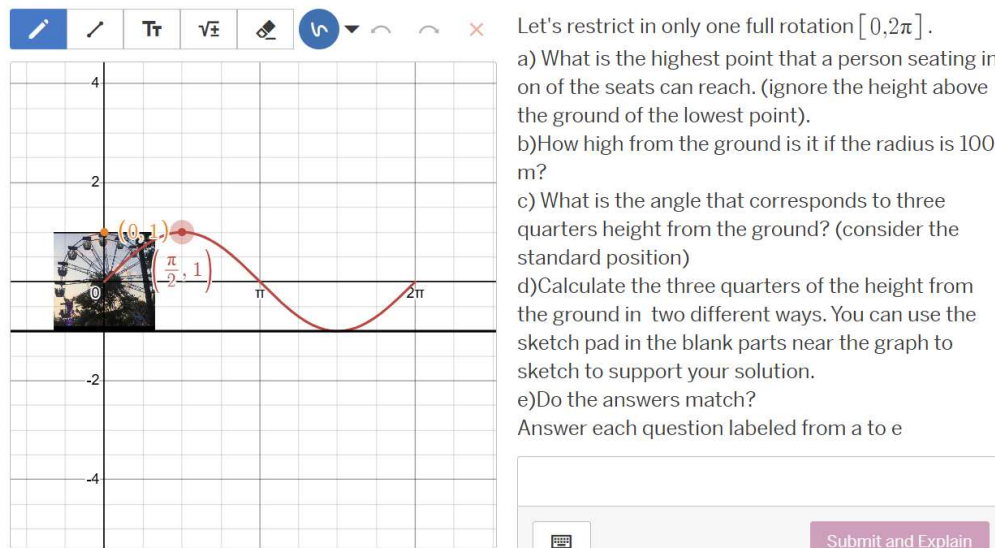 Tт
√±
4
2
(0, 1)
(π/2, 1)
0
π
2π
-2
-4
Let's restrict in only one full rotation [0,2π].
a) What is the highest point that a person seating in
on of the seats can reach. (ignore the height above
the ground of the lowest point).
b)How high from the ground is it if the radius is 100
m?
c) What is the angle that corresponds to three
quarters height from the ground? (consider the
standard position)
d)Calculate the three quarters of the height from
the ground in two different ways. You can use the
sketch pad in the blank parts near the graph to
sketch to support your solution.
e)Do the answers match?
Answer each question labeled from a to e
Submit and Explain